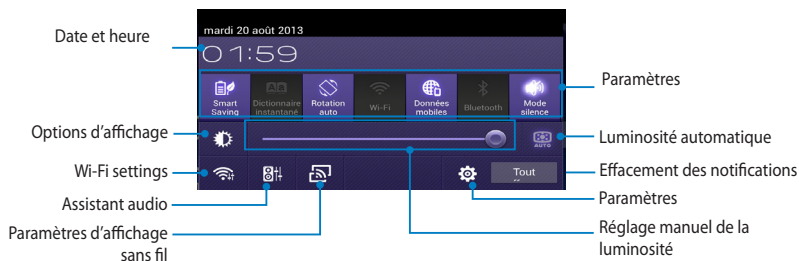 mardi 20 août 2013
Date et heure
01:59
Paramètres
Smart Saving
Dictionnaire instantané
Rotation auto
Wi-Fi
Données mobiles
Bluetooth
Mode silence
Options d'affichage
Luminosité automatique
AUTO
Wi-Fi settings
Tout
Effacement des notifications
Assistant audio
Paramètres
Paramètres d'affichage
sans fil
Réglage manuel de la
luminosité